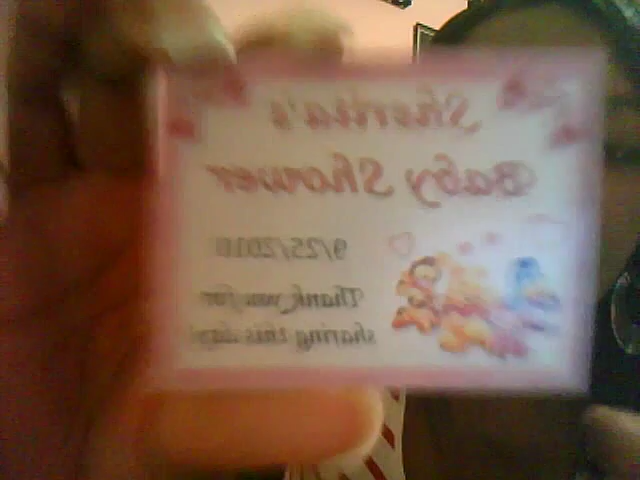 Sherita's
Baby Shower
9/25/2010
Thank you for
sharing this day!